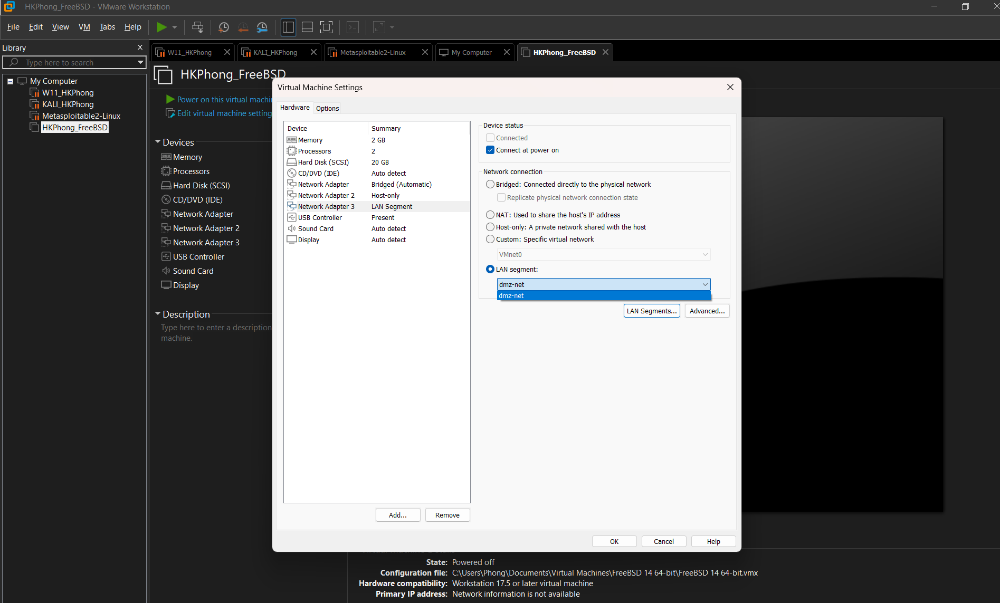 HKPhong_FreeBSD - VMware Workstation
File Edit View VM Tabs Help
Library
Type here to search
My Computer
W11_HKPhong
KALI_HKPhong
Metasploitable2-Linux
HKPhong_FreeBSD
W11_HKPhong KALI_HKPhong Metasploitable2-Linux My Computer HKPhong_FreeBSD
HKPhong_FreeBSD
Power on this virtual machin
Edit virtual machine setting
Devices
Memory
Processors
Hard Disk (SCSI)
CD/DVD (IDE)
Network Adapter
Network Adapter 2
Network Adapter 3
USB Controller
Sound Card
Display
Description
Type here to enter a description
machine.
Virtual Machine Settings
Hardware Options
Device Summary
Memory 2 GB
Processors 2
Hard Disk (SCSI) 20 GB
CD/DVD (IDE) Auto detect
Network Adapter Bridged (Automatic)
Network Adapter 2 Host-only
Network Adapter 3 LAN Segment
USB Controller Present
Sound Card Auto detect
Display Auto detect
Add... Remove
Device status
Connected
Connect at power on
Network connection
Bridged: Connected directly to the physical network
Replicate physical network connection state
NAT: Used to share the host's IP address
Host-only: A private network shared with the host
Custom: Specific virtual network
VMnet0
LAN segment:
dmz-net
dmz-net
LAN Segments... Advanced...
OK Cancel Help
State: Powered off
Configuration file: C:\Users\Phong\Documents\Virtual Machines\FreeBSD 14 64-bit\FreeBSD 14 64-bit.vmx
Hardware compatibility: Workstation 17.5 or later virtual machine
Primary IP address: Network information is not available